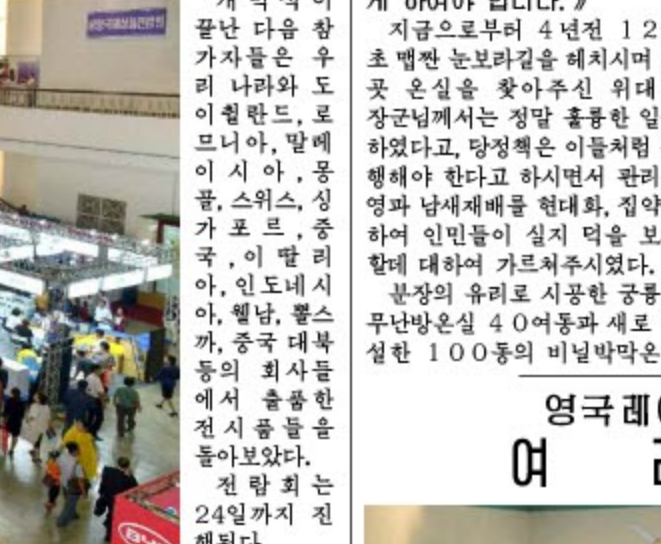 끝난 다음 참
가자들은 우
리 나라와 도
이췰란드, 로
므니아, 말레
이시아, 몽
골, 스위스, 싱
가포르, 중
국, 이딸리
아, 인도네시
아, 웰남, 뽈스
까, 중국 대북
등의 회사들
에서 출품한
전시품들을
돌아보았다.
전람회는
24일까지 진
행된다.
게 하여야 합니다.》
지금으로부터 4년전 12
초 맵짠 눈보라길을 헤치시며
곳 온실을 찾아주신 위대
장군님께서는 정말 훌륭한 일
하였다고, 당정책은 이들처럼
행해야 한다고 하시면서 관리
영과 남새재배를 현대화, 집약
하여 인민들이 실지 덕을 보
할데 대하여 가르쳐주시였다.
분장의 유리로 시공한 궁륭
무난방온실 40여동과 새로
설한 100동의 비닐박막온
영국레
여